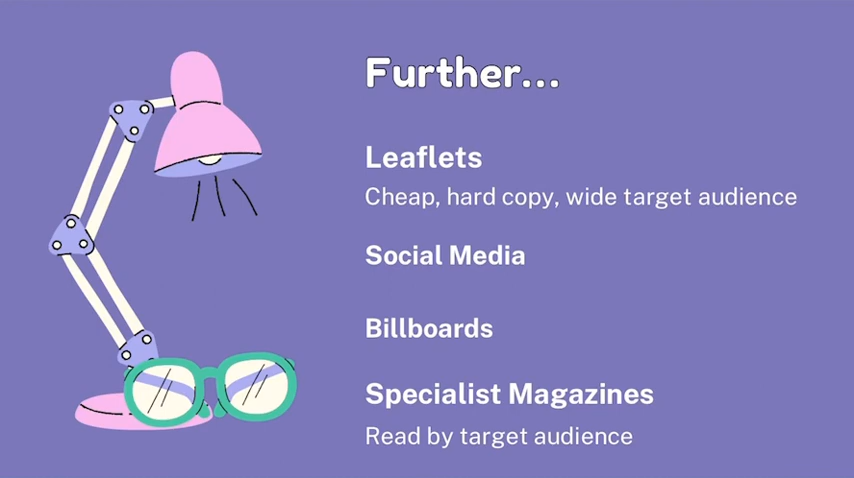 Further...
Leaflets
Cheap, hard copy, wide target audience
Social Media
Billboards
Specialist Magazines
Read by target audience